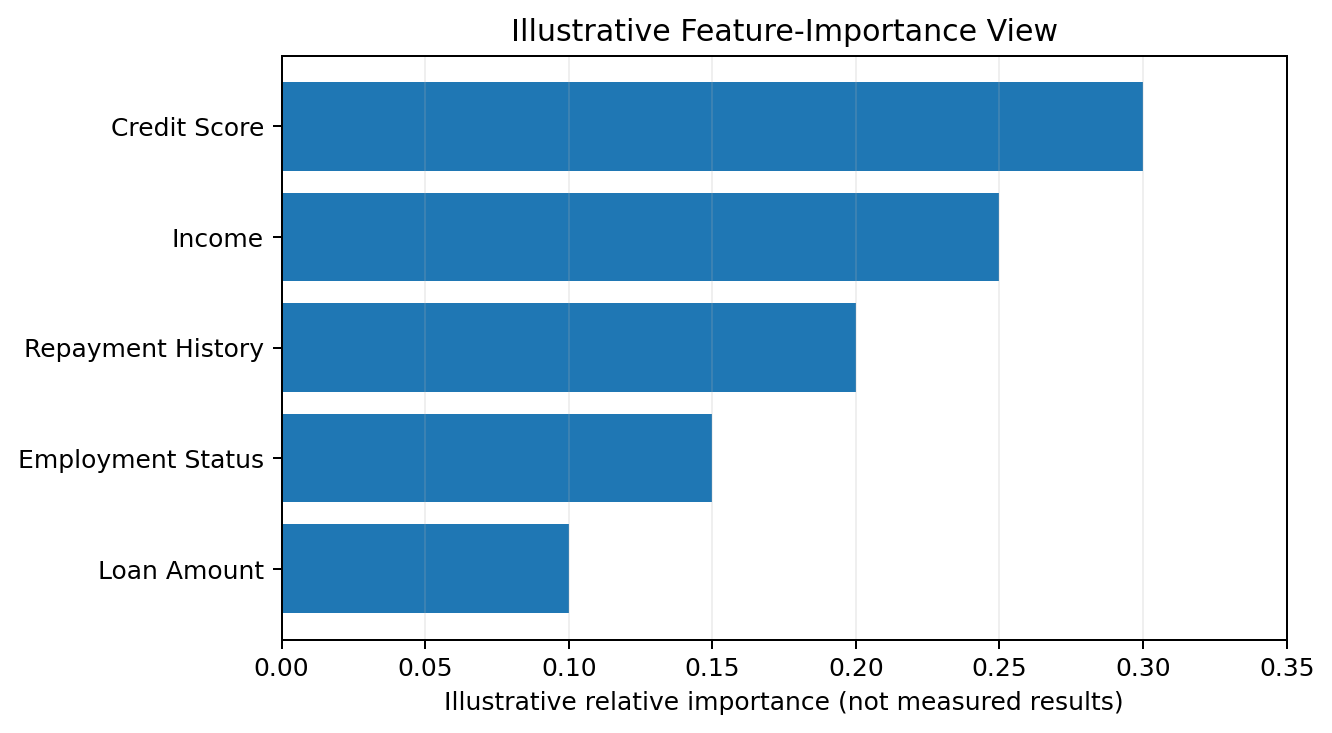 Illustrative Feature-Importance View
Credit Score
Income
Repayment History
Employment Status
Loan Amount
0.00 0.05 0.10 0.15 0.20 0.25 0.30 0.35
Illustrative relative importance (not measured results)